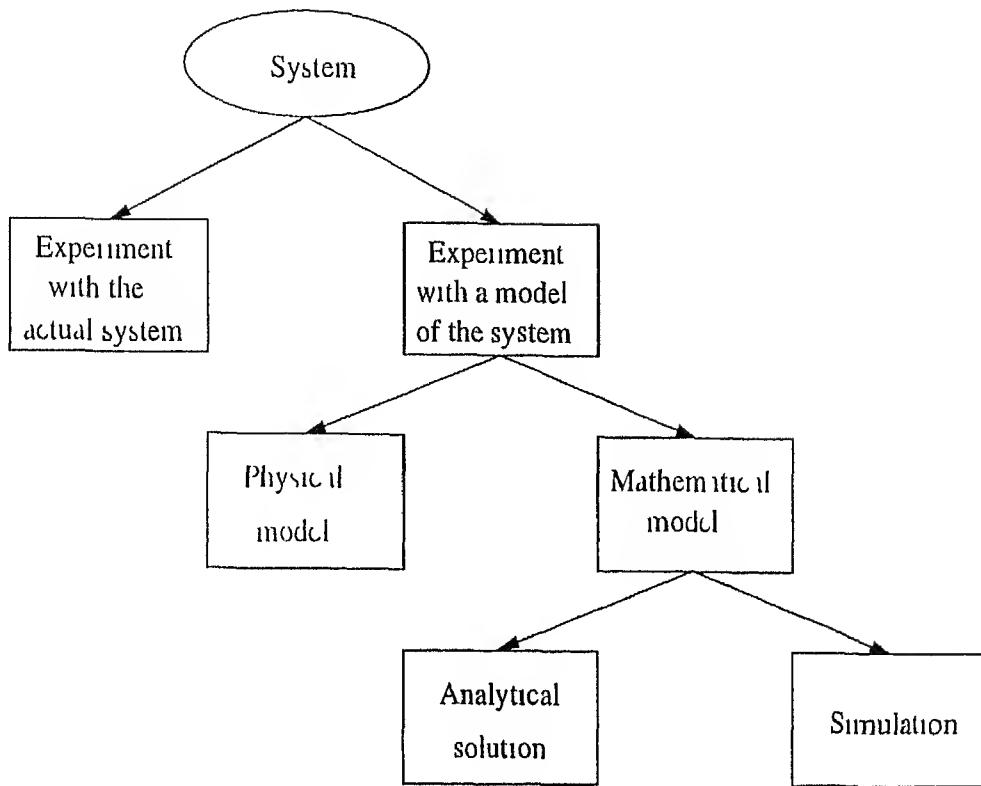 System
Experiment
with the
actual system
Experiment
with a model
of the system
Physical
model
Mathematical
model
Analytical
solution
Simulation